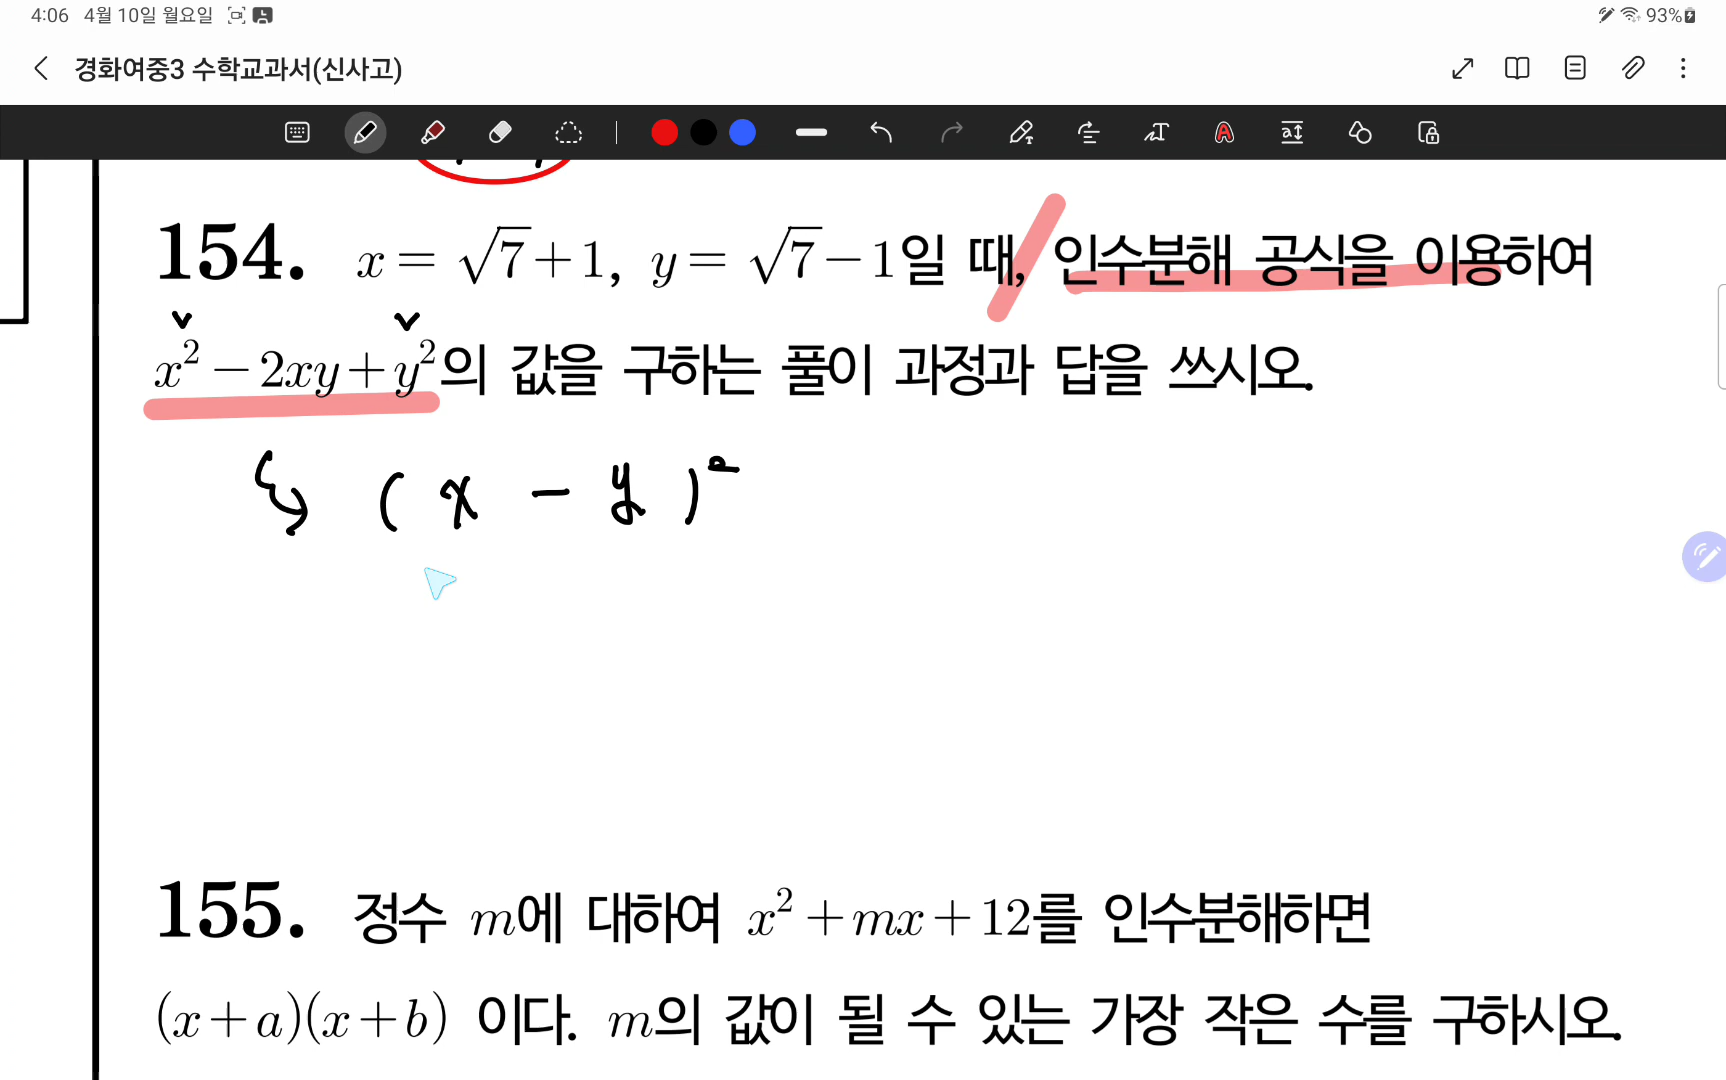 4:06 4월 10일 월요일 93%
경화여중3 수학교과서(신사고)
154. x = √7+1, y = √7−1일 때, 인수분해 공식을 이용하여
x² − 2xy + y²의 값을 구하는 풀이 과정과 답을 쓰시오.
(x − y)²
155. 정수 m에 대하여 x² + mx + 12를 인수분해하면
(x+a)(x+b) 이다. m의 값이 될 수 있는 가장 작은 수를 구하시오.